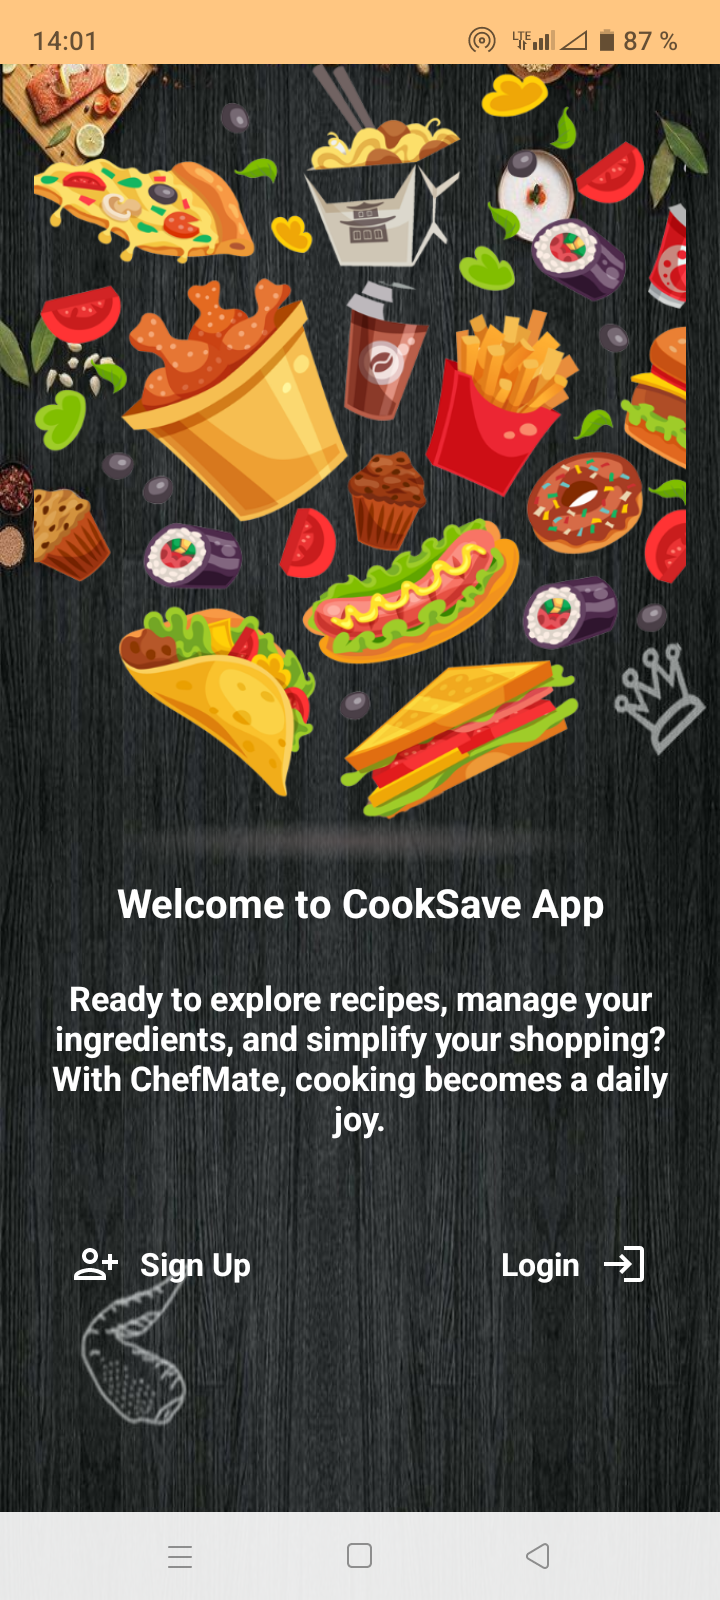 14:01
LTE
87 %
Welcome to CookSave App
Ready to explore recipes, manage your
ingredients, and simplify your shopping?
With ChefMate, cooking becomes a daily
joy.
Sign Up
Login